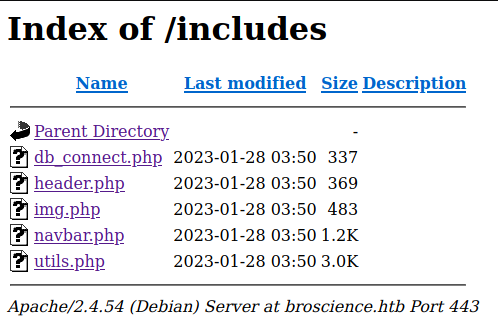 Index of /includes
Name Last modified Size Description
Parent Directory -
db_connect.php 2023-01-28 03:50 337
header.php 2023-01-28 03:50 369
img.php 2023-01-28 03:50 483
navbar.php 2023-01-28 03:50 1.2K
utils.php 2023-01-28 03:50 3.0K
Apache/2.4.54 (Debian) Server at broscience.htb Port 443